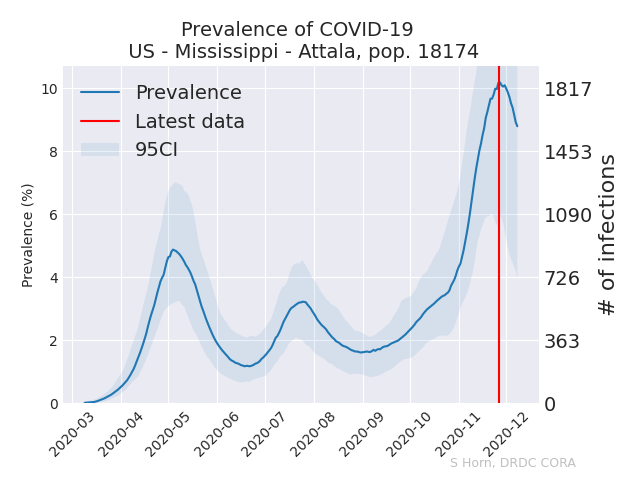 Prevalence of COVID-19
US - Mississippi - Attala, pop. 18174
Prevalence
Latest data
95CI
Prevalence (%)
10
8
6
4
2
0
1817
1453
1090
726
363
0
# of infections
2020-03
2020-04
2020-05
2020-06
2020-07
2020-08
2020-09
2020-10
2020-11
2020-12
S Horn, DRDC CORA